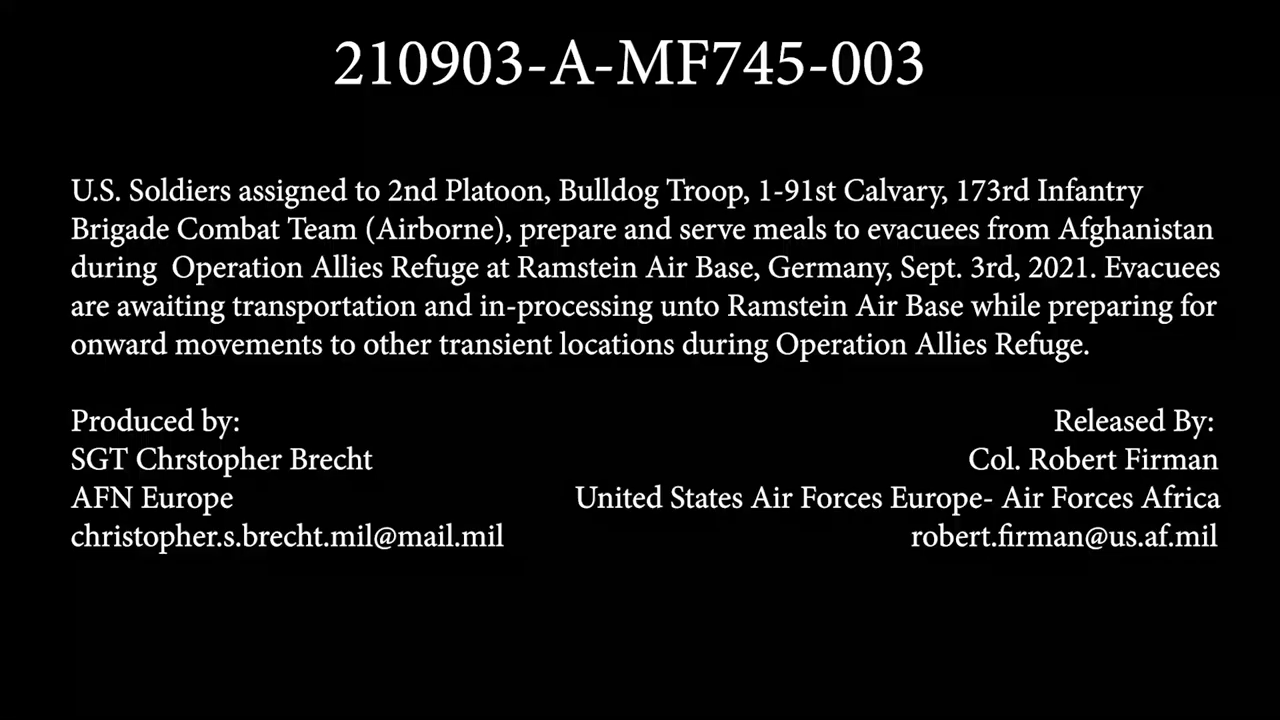 210903-A-MF745-003
U.S. Soldiers assigned to 2nd Platoon, Bulldog Troop, 1-91st Calvary, 173rd Infantry
Brigade Combat Team (Airborne), prepare and serve meals to evacuees from Afghanistan
during  Operation Allies Refuge at Ramstein Air Base, Germany, Sept. 3rd, 2021. Evacuees
are awaiting transportation and in-processing unto Ramstein Air Base while preparing for
onward movements to other transient locations during Operation Allies Refuge.
Produced by:
SGT Chrstopher Brecht
AFN Europe
christopher.s.brecht.mil@mail.mil
Released By:
Col. Robert Firman
United States Air Forces Europe- Air Forces Africa
robert.firman@us.af.mil